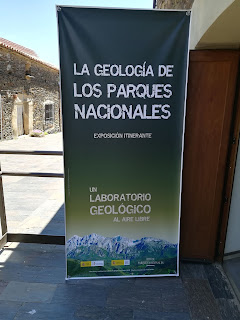 LA GEOLOGÍA DE
LOS PARQUES
NACIONALES
EXPOSICIÓN ITINERANTE
UN
LABORATORIO
GEOLÓGICO
AL AIRE LIBRE